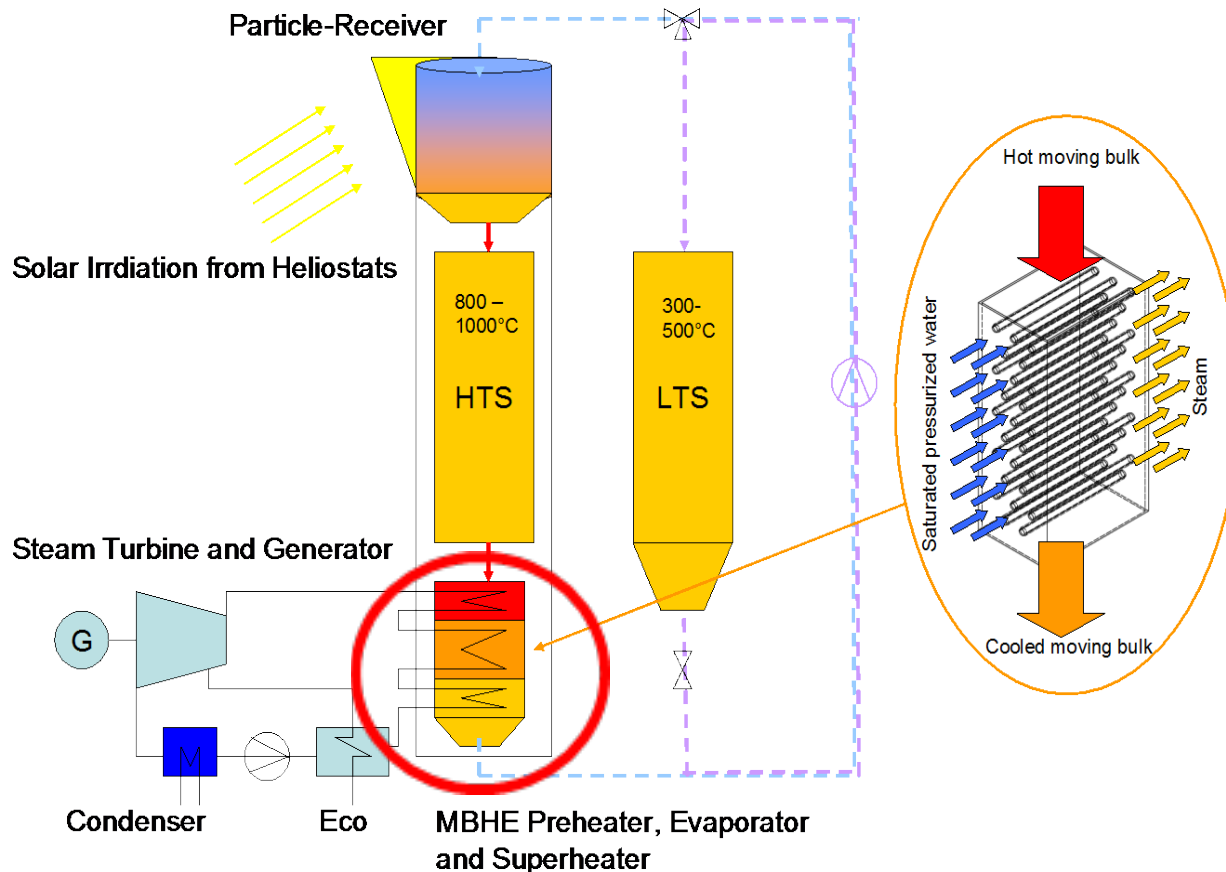 Particle-Receiver
Solar Irrdiation from Heliostats
800 –
1000°C
HTS
300-
500°C
LTS
Steam Turbine and Generator
G
Condenser
Eco
MBHE Preheater, Evaporator
and Superheater
Hot moving bulk
Saturated pressurized water
Steam
Cooled moving bulk